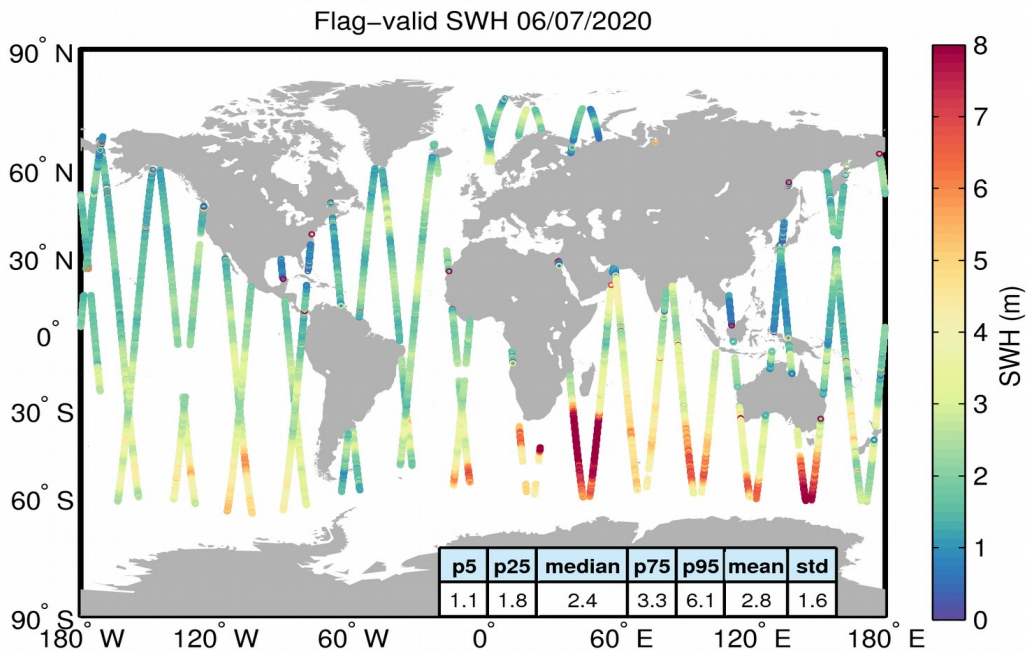 Flag−valid SWH 06/07/2020
90° N
60° N
30° N
0°
30° S
60° S
90° S
180° W
120° W
60° W
0°
60° E
120° E
180° E
8
7
6
5
4
3
2
1
0
SWH (m)
p5 p25 median p75 p95 mean std
1.1 1.8 2.4 3.3 6.1 2.8 1.6